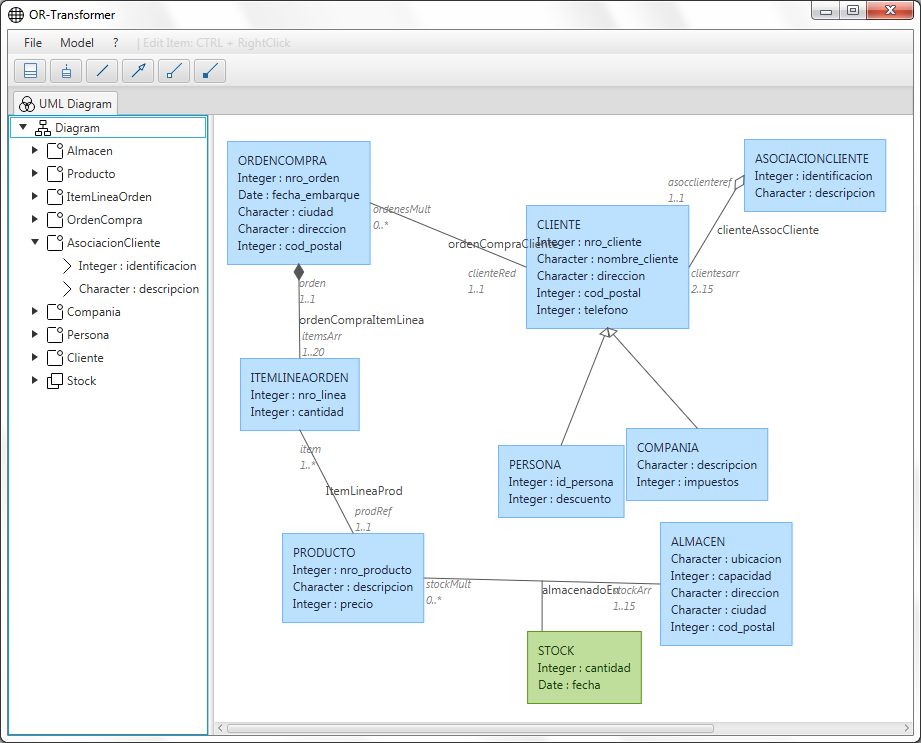 OR-Transformer
File Model ? | Edit Item: CTRL + RightClick
UML Diagram
Diagram
Almacen
Producto
ItemLineaOrden
OrdenCompra
AsociacionCliente
Integer : identificacion
Character : descripcion
Compania
Persona
Cliente
Stock
ORDENCOMPRA
Integer : nro_orden
Date : fecha_embarque
Character : ciudad
Character : direccion
Integer : cod_postal
ordenesMult
0..*
ordenCompraCliente
clienteRed
1..1
CLIENTE
Integer : nro_cliente
Character : nombre_cliente
Character : direccion
Integer : cod_postal
Integer : telefono
ASOCIACIONCLIENTE
Integer : identificacion
Character : descripcion
asocclienteref
1..1
clienteAssocCliente
clientesarr
2..15
orden
1..1
ordenCompraItemLinea
itemsArr
1..20
ITEMLINEAORDEN
Integer : nro_linea
Integer : cantidad
item
1..*
ItemLineaProd
prodRef
1..1
PERSONA
Integer : id_persona
Integer : descuento
COMPANIA
Character : descripcion
Integer : impuestos
PRODUCTO
Integer : nro_producto
Character : descripcion
Integer : precio
stockMult
0..*
almacenadoEn
stockArr
1..15
ALMACEN
Character : ubicacion
Integer : capacidad
Character : direccion
Character : ciudad
Integer : cod_postal
STOCK
Integer : cantidad
Date : fecha